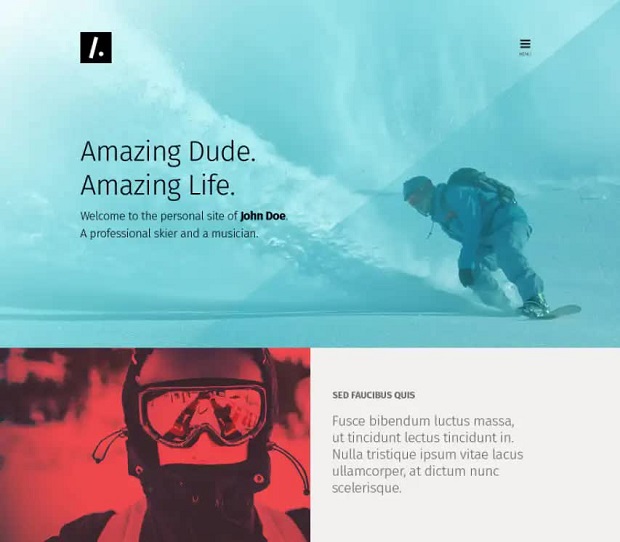 /.
MENU
Amazing Dude.
Amazing Life.
Welcome to the personal site of John Doe.
A professional skier and a musician.
SED FAUCIBUS QUIS
Fusce bibendum luctus massa,
ut tincidunt lectus tincidunt in.
Nulla tristique ipsum vitae lacus
ullamcorper, at dictum nunc
scelerisque.